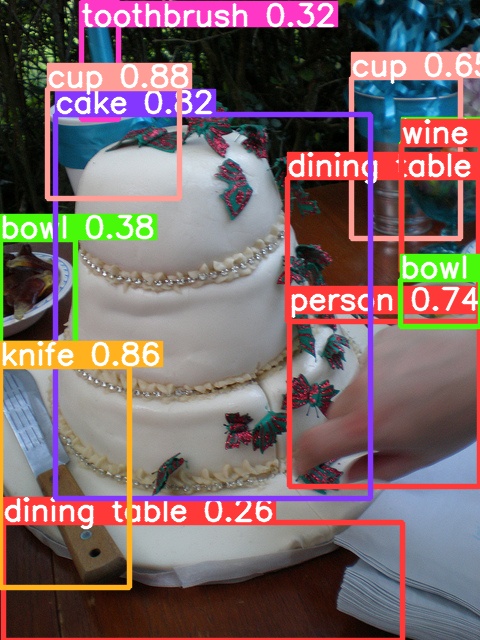 toothbrush 0.32
cup 0.88
cup 0.65
cake 0.82
wine
dining table
bowl 0.38
bowl
person 0.74
knife 0.86
dining table 0.26